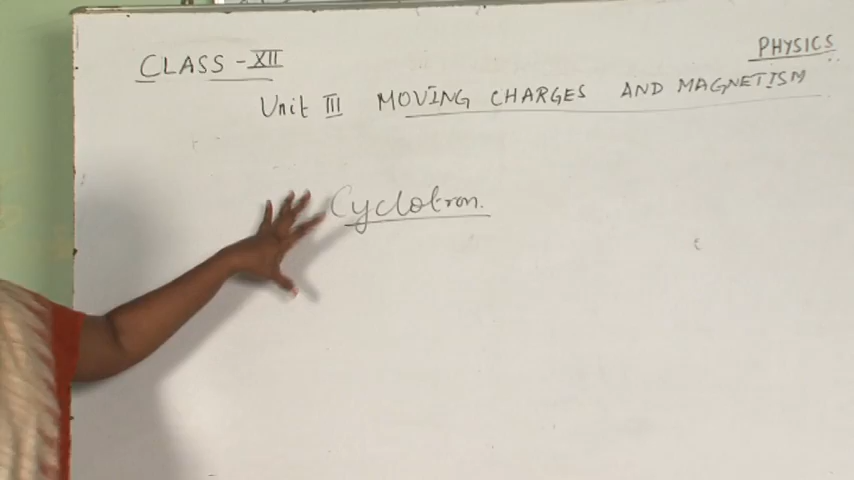 PHYSICS
CLASS - XII
Unit III MOVING CHARGES AND MAGNETISM
Cyclotron.